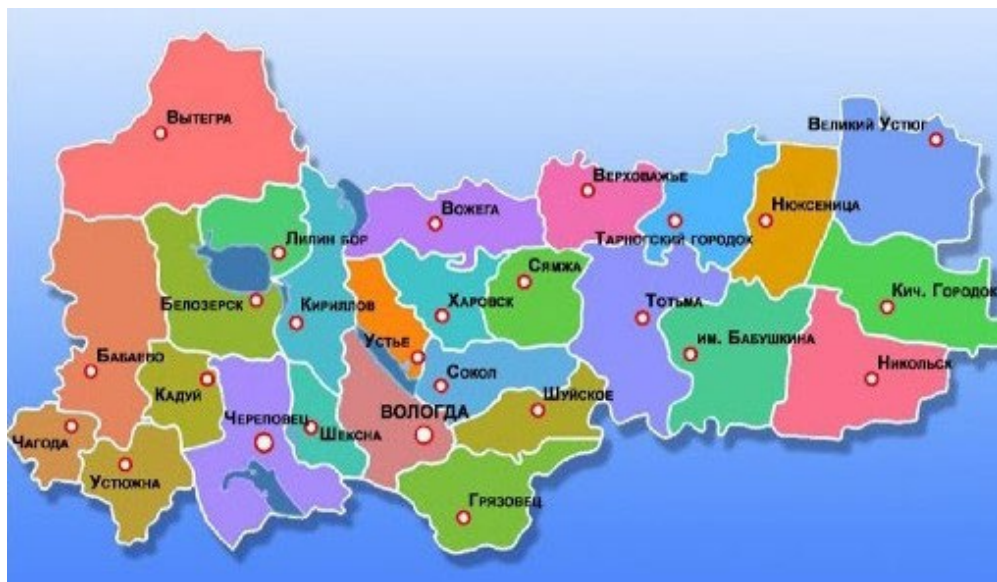 Вытегра
Великий Устюг
Верховажье
Вожега
Нюксеница
Тарногский городок
Лилин бор
Сямжа
Белозерск
Кириллов
Харовск
Тотьма
Кич. Городок
им. Бабушкина
Устье
Бабаево
Сокол
Никольск
Кадуй
Шуйское
Череповец
ВОЛОГДА
Чагода
Шексна
Устюжна
Грязовец